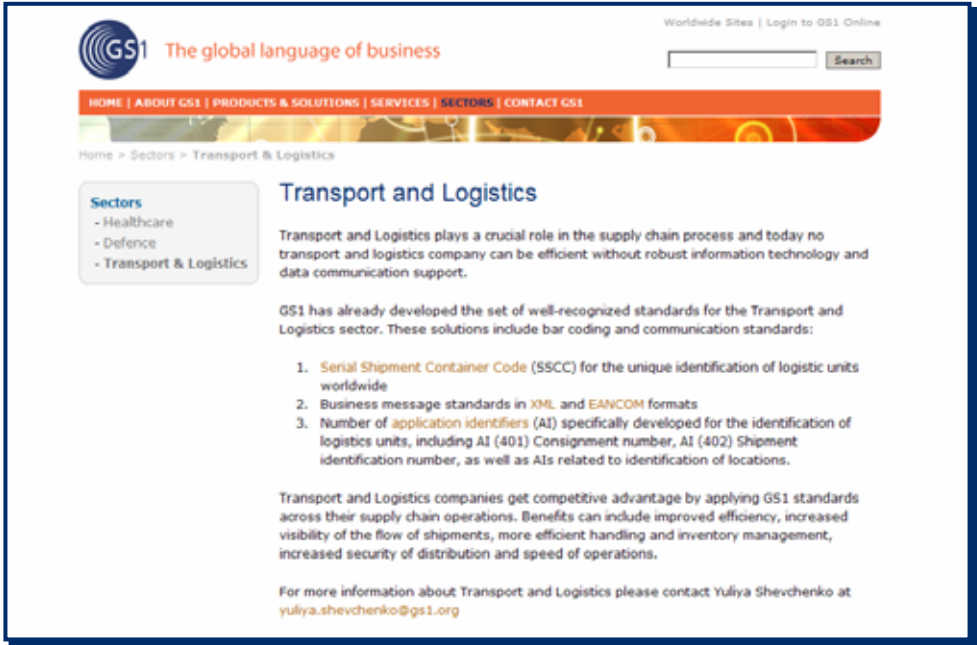 Worldwide Sites | Login to GS1 Online
GS1 The global language of business
Search
HOME | ABOUT GS1 | PRODUCTS & SOLUTIONS | SERVICES | SECTORS | CONTACT GS1
Home > Sectors > Transport & Logistics
Sectors
- Healthcare
- Defence
- Transport & Logistics
Transport and Logistics
Transport and Logistics plays a crucial role in the supply chain process and today no
transport and logistics company can be efficient without robust information technology and
data communication support.
GS1 has already developed the set of well-recognized standards for the Transport and
Logistics sector. These solutions include bar coding and communication standards:
1. Serial Shipment Container Code (SSCC) for the unique identification of logistic units
worldwide
2. Business message standards in XML and EANCOM formats
3. Number of application identifiers (AI) specifically developed for the identification of
logistics units, including AI (401) Consignment number, AI (402) Shipment
identification number, as well as AIs related to identification of locations.
Transport and Logistics companies get competitive advantage by applying GS1 standards
across their supply chain operations. Benefits can include improved efficiency, increased
visibility of the flow of shipments, more efficient handling and inventory management,
increased security of distribution and speed of operations.
For more information about Transport and Logistics please contact Yuliya Shevchenko at
yuliya.shevchenko@gs1.org